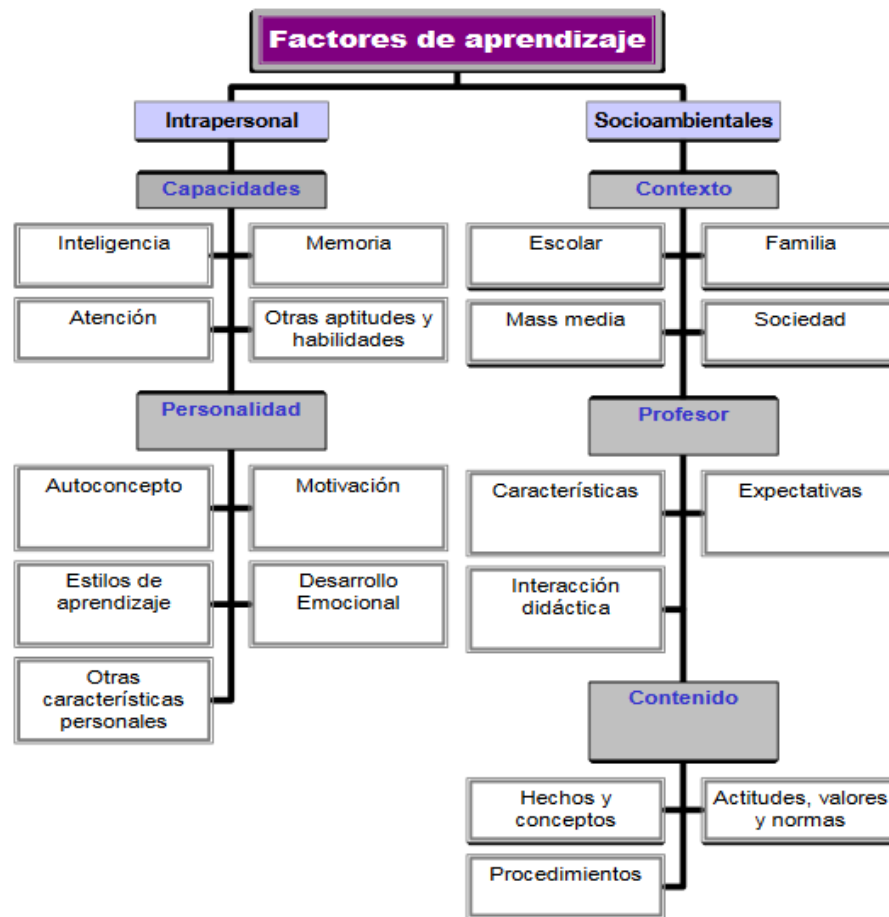 Factores de aprendizaje
Intrapersonal
Socioambientales
Capacidades
Contexto
Inteligencia
Memoria
Escolar
Familia
Atención
Otras aptitudes y
habilidades
Mass media
Sociedad
Personalidad
Profesor
Autoconcepto
Motivación
Características
Expectativas
Estilos de
aprendizaje
Desarrollo
Emocional
Interacción
didáctica
Otras
características
personales
Contenido
Hechos y
conceptos
Actitudes, valores
y normas
Procedimientos